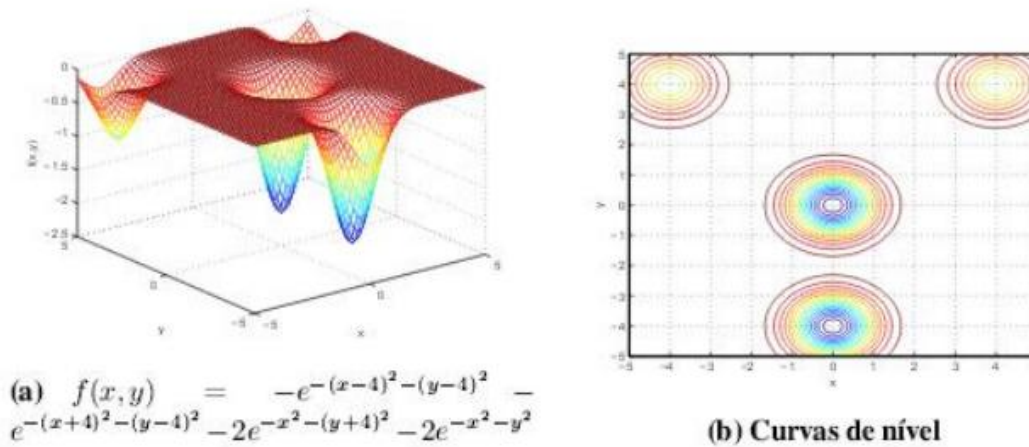 0
−0.5
−1
−1.5
−2
−2.5
f(x,y)
5
0
−5
y
−5
0
5
x
5
4
3
2
1
0
−1
−2
−3
−4
−5
y
−5 −4 −3 −2 −1 0 1 2 3 4
x
(a) f(x, y) = −e^{−(x−4)^2−(y−4)^2} −
e^{−(x+4)^2−(y−4)^2} − 2e^{−x^2−(y+4)^2} − 2e^{−x^2−y^2}
(b) Curvas de nível